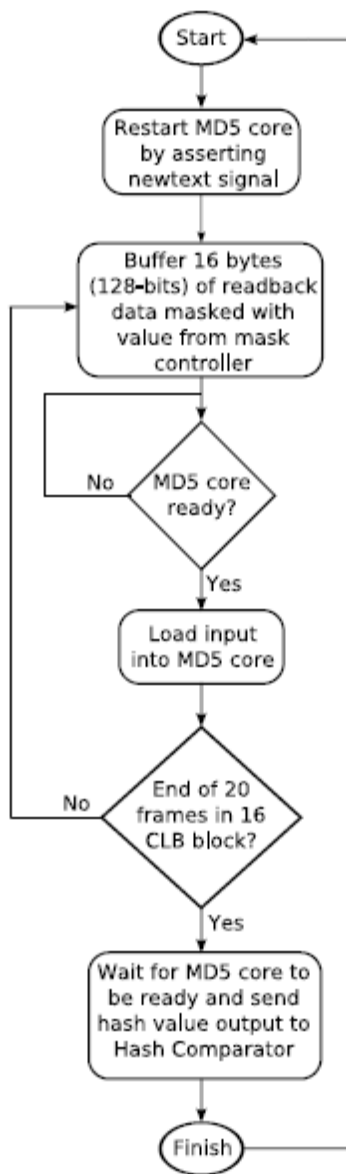 Start
Restart MD5 core
by asserting
newtext signal
Buffer 16 bytes
(128-bits) of readback
data masked with
value from mask
controller
No
MD5 core
ready?
Yes
Load input
into MD5 core
No
End of 20
frames in 16
CLB block?
Yes
Wait for MD5 core to
be ready and send
hash value output to
Hash Comparator
Finish